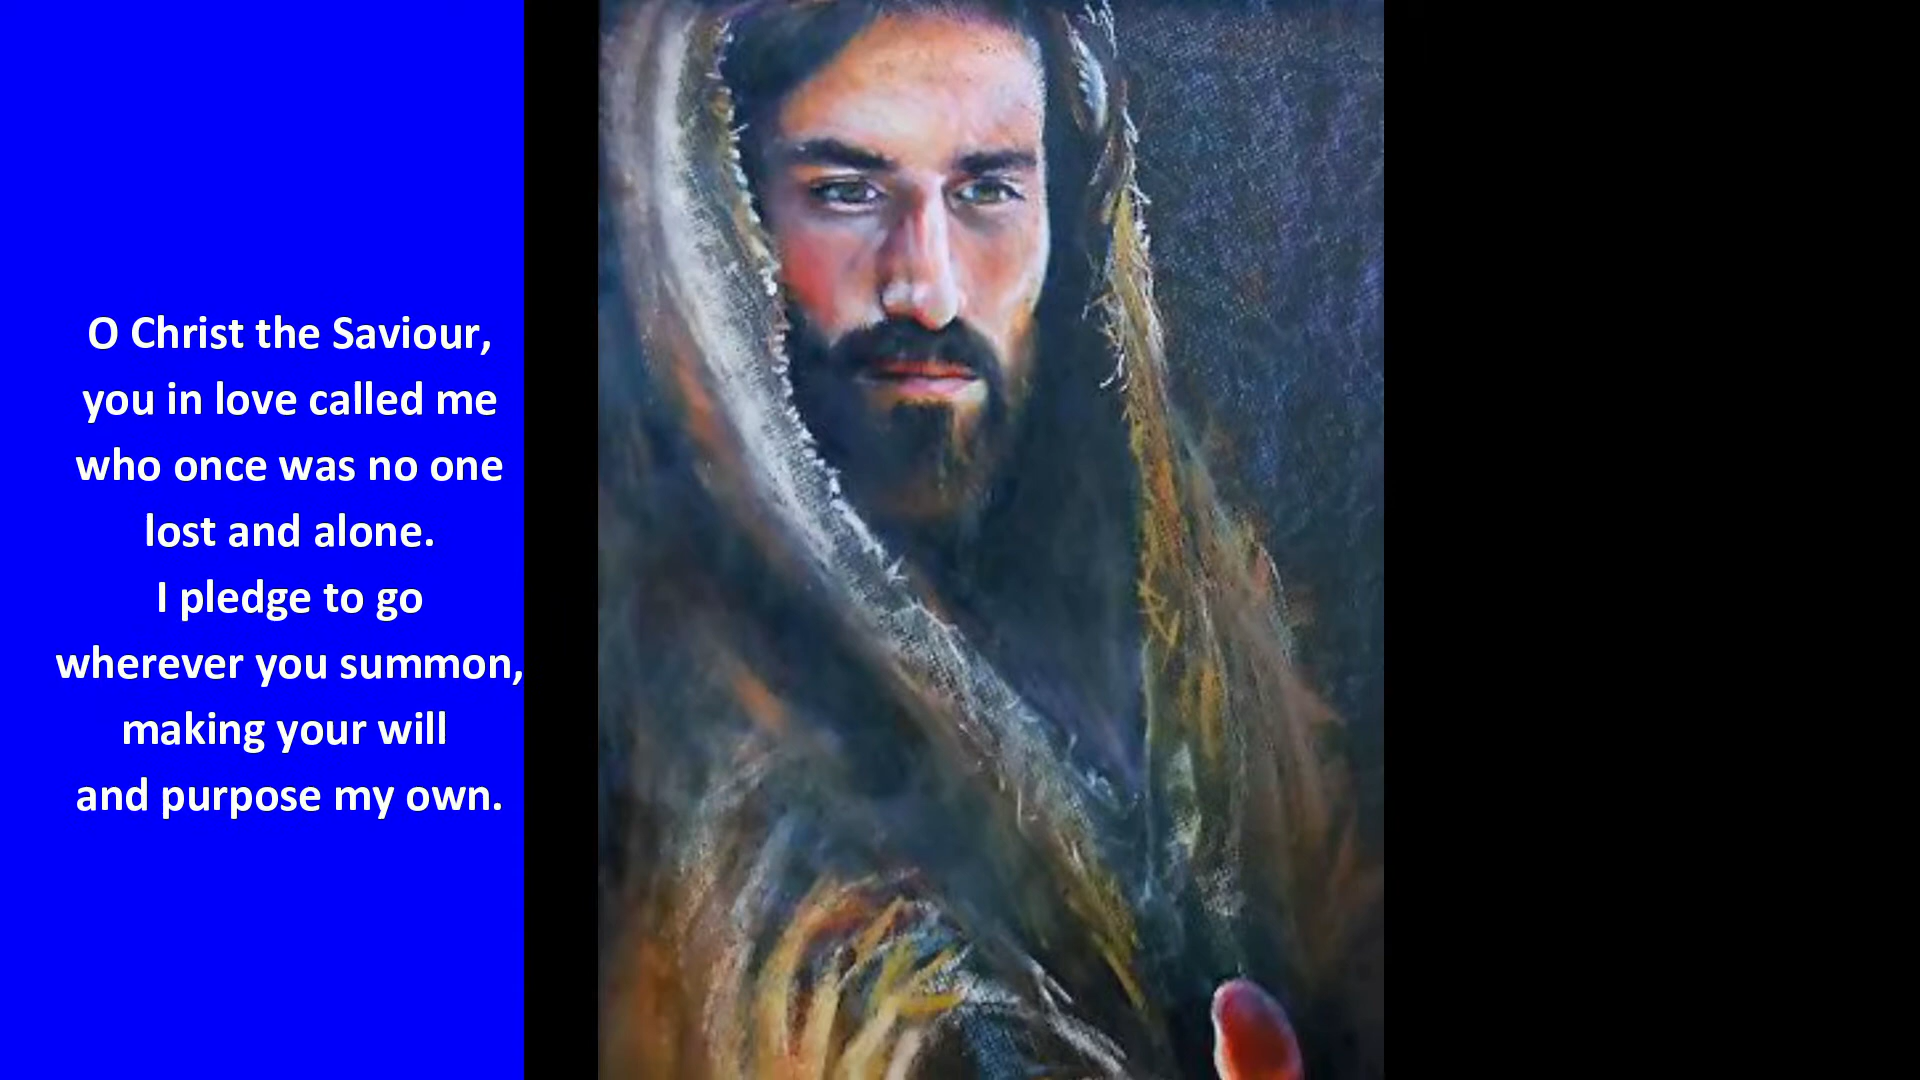 O Christ the Saviour,
you in love called me
who once was no one
lost and alone.
I pledge to go
wherever you summon,
making your will
and purpose my own.